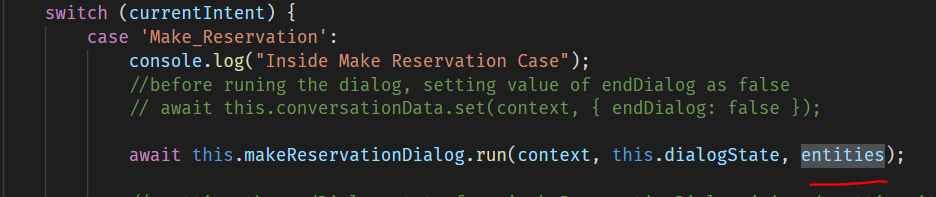 switch (currentIntent) {
case 'Make_Reservation':
console.log("Inside Make Reservation Case");
//before runing the dialog, setting value of endDialog as false
// await this.conversationData.set(context, { endDialog: false });
await this.makeReservationDialog.run(context, this.dialogState, entities);